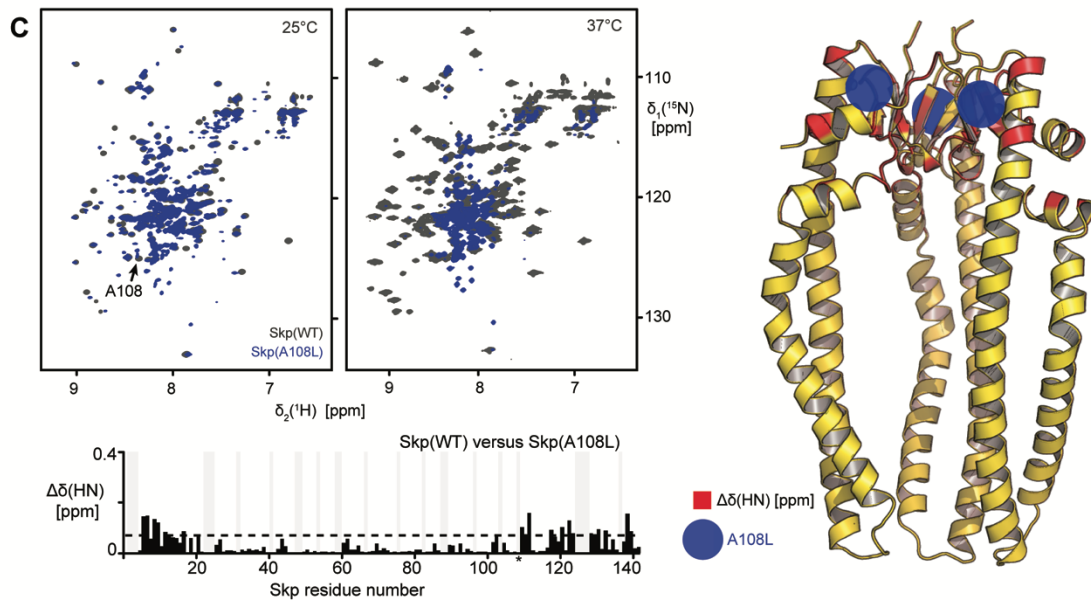 C
25°C
A108
Skp(WT)
Skp(A108L)
9 8 7
37°C
9 8 7
110
120
130
δ₁(¹⁵N)
[ppm]
δ₂(¹H) [ppm]
Skp(WT) versus Skp(A108L)
0.4
Δδ(HN)
[ppm]
0
20 40 60 80 100 * 120 140
Skp residue number
Δδ(HN) [ppm]
A108L